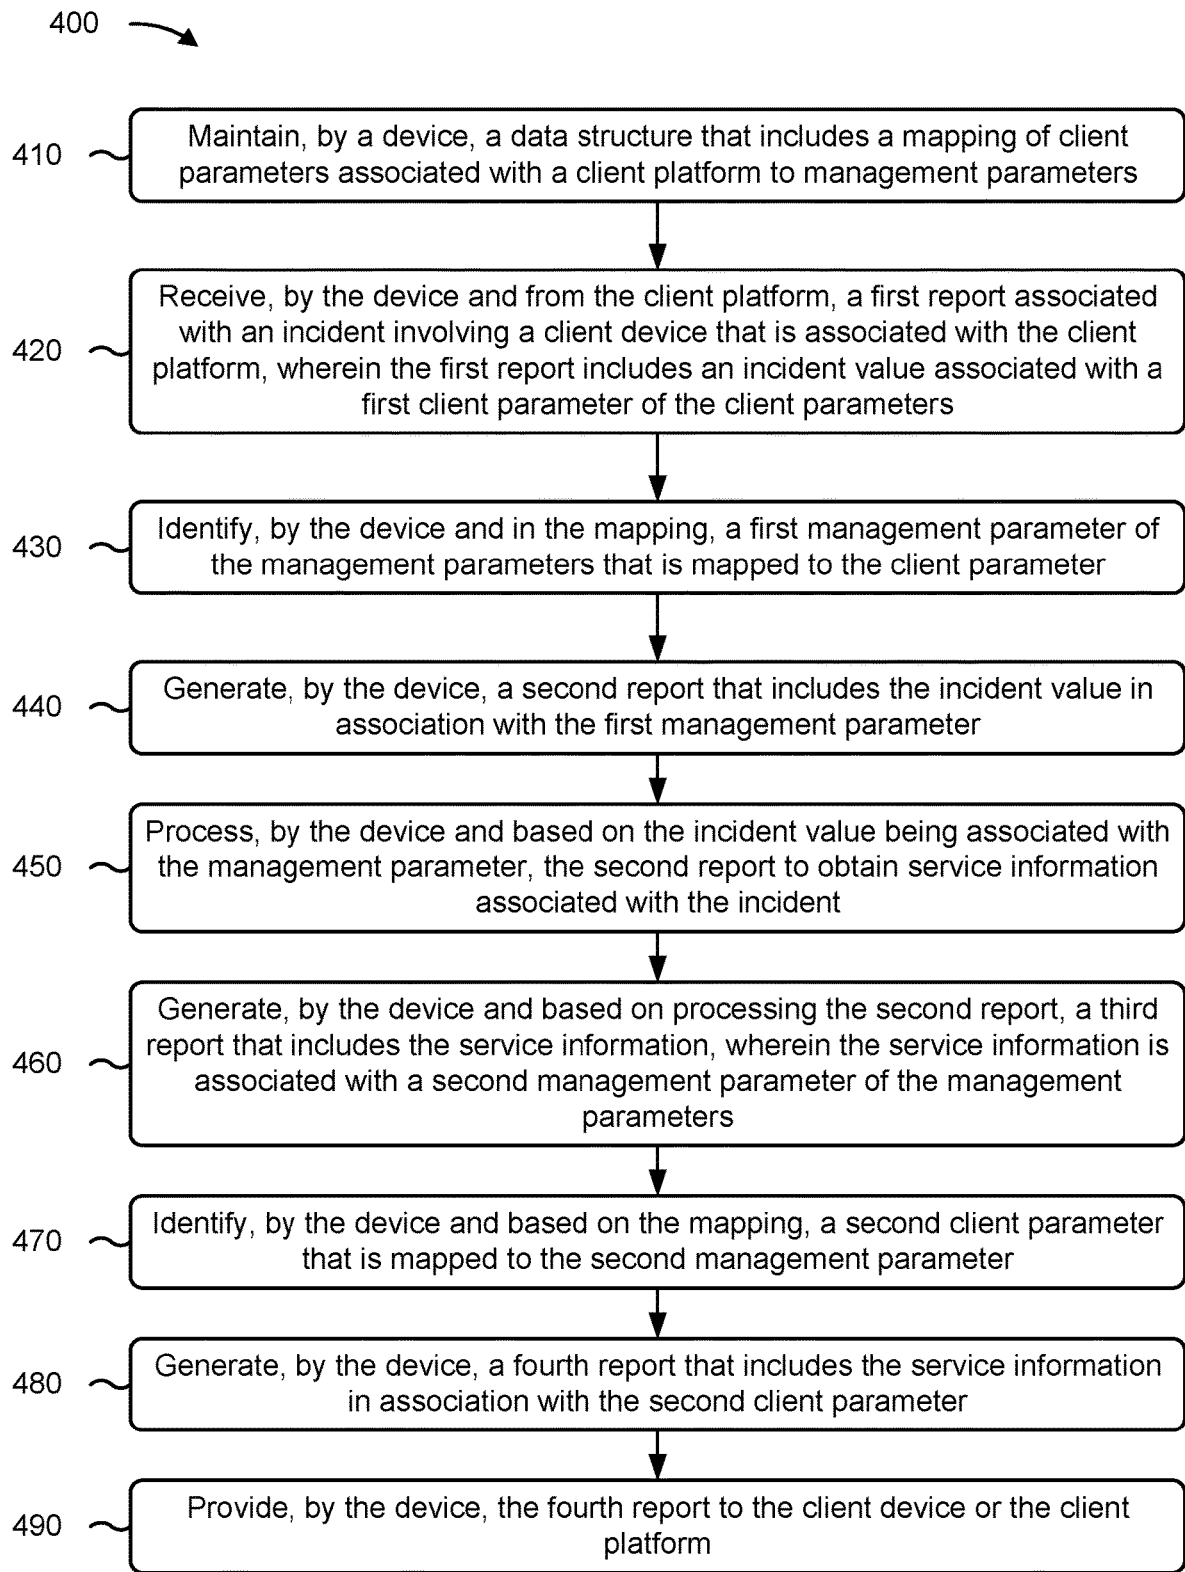 400
410
Maintain, by a device, a data structure that includes a mapping of client
parameters associated with a client platform to management parameters
420
Receive, by the device and from the client platform, a first report associated
with an incident involving a client device that is associated with the client
platform, wherein the first report includes an incident value associated with a
first client parameter of the client parameters
430
Identify, by the device and in the mapping, a first management parameter of
the management parameters that is mapped to the client parameter
440
Generate, by the device, a second report that includes the incident value in
association with the first management parameter
450
Process, by the device and based on the incident value being associated with
the management parameter, the second report to obtain service information
associated with the incident
460
Generate, by the device and based on processing the second report, a third
report that includes the service information, wherein the service information is
associated with a second management parameter of the management
parameters
470
Identify, by the device and based on the mapping, a second client parameter
that is mapped to the second management parameter
480
Generate, by the device, a fourth report that includes the service information
in association with the second client parameter
490
Provide, by the device, the fourth report to the client device or the client
platform